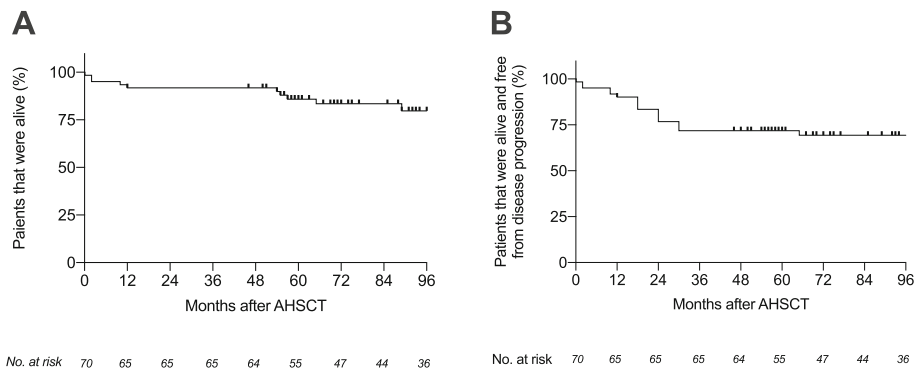 A
Paients that were alive (%)
100
75
50
25
0
0 12 24 36 48 60 72 84 96
Months after AHSCT
No. at risk 70 65 65 65 64 55 47 44 36
B
Patients that were alive and free
from disease progression (%)
100
75
50
25
0
0 12 24 36 48 60 72 84 96
Months after AHSCT
No. at risk 70 65 65 65 64 55 47 44 36